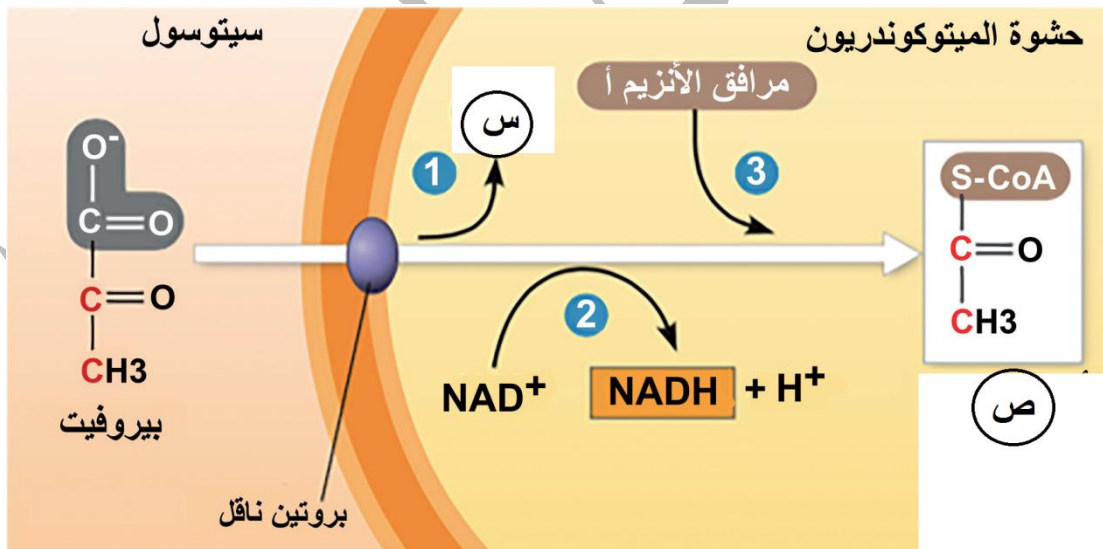 حشوة الميتوكوندريون
سيتوسول
مرافق الأنزيم أ
س
1
3
O-
C=O
C=O
CH3
بيروفيت
S-CoA
C=O
CH3
ص
2
NAD+
NADH + H+
بروتين ناقل